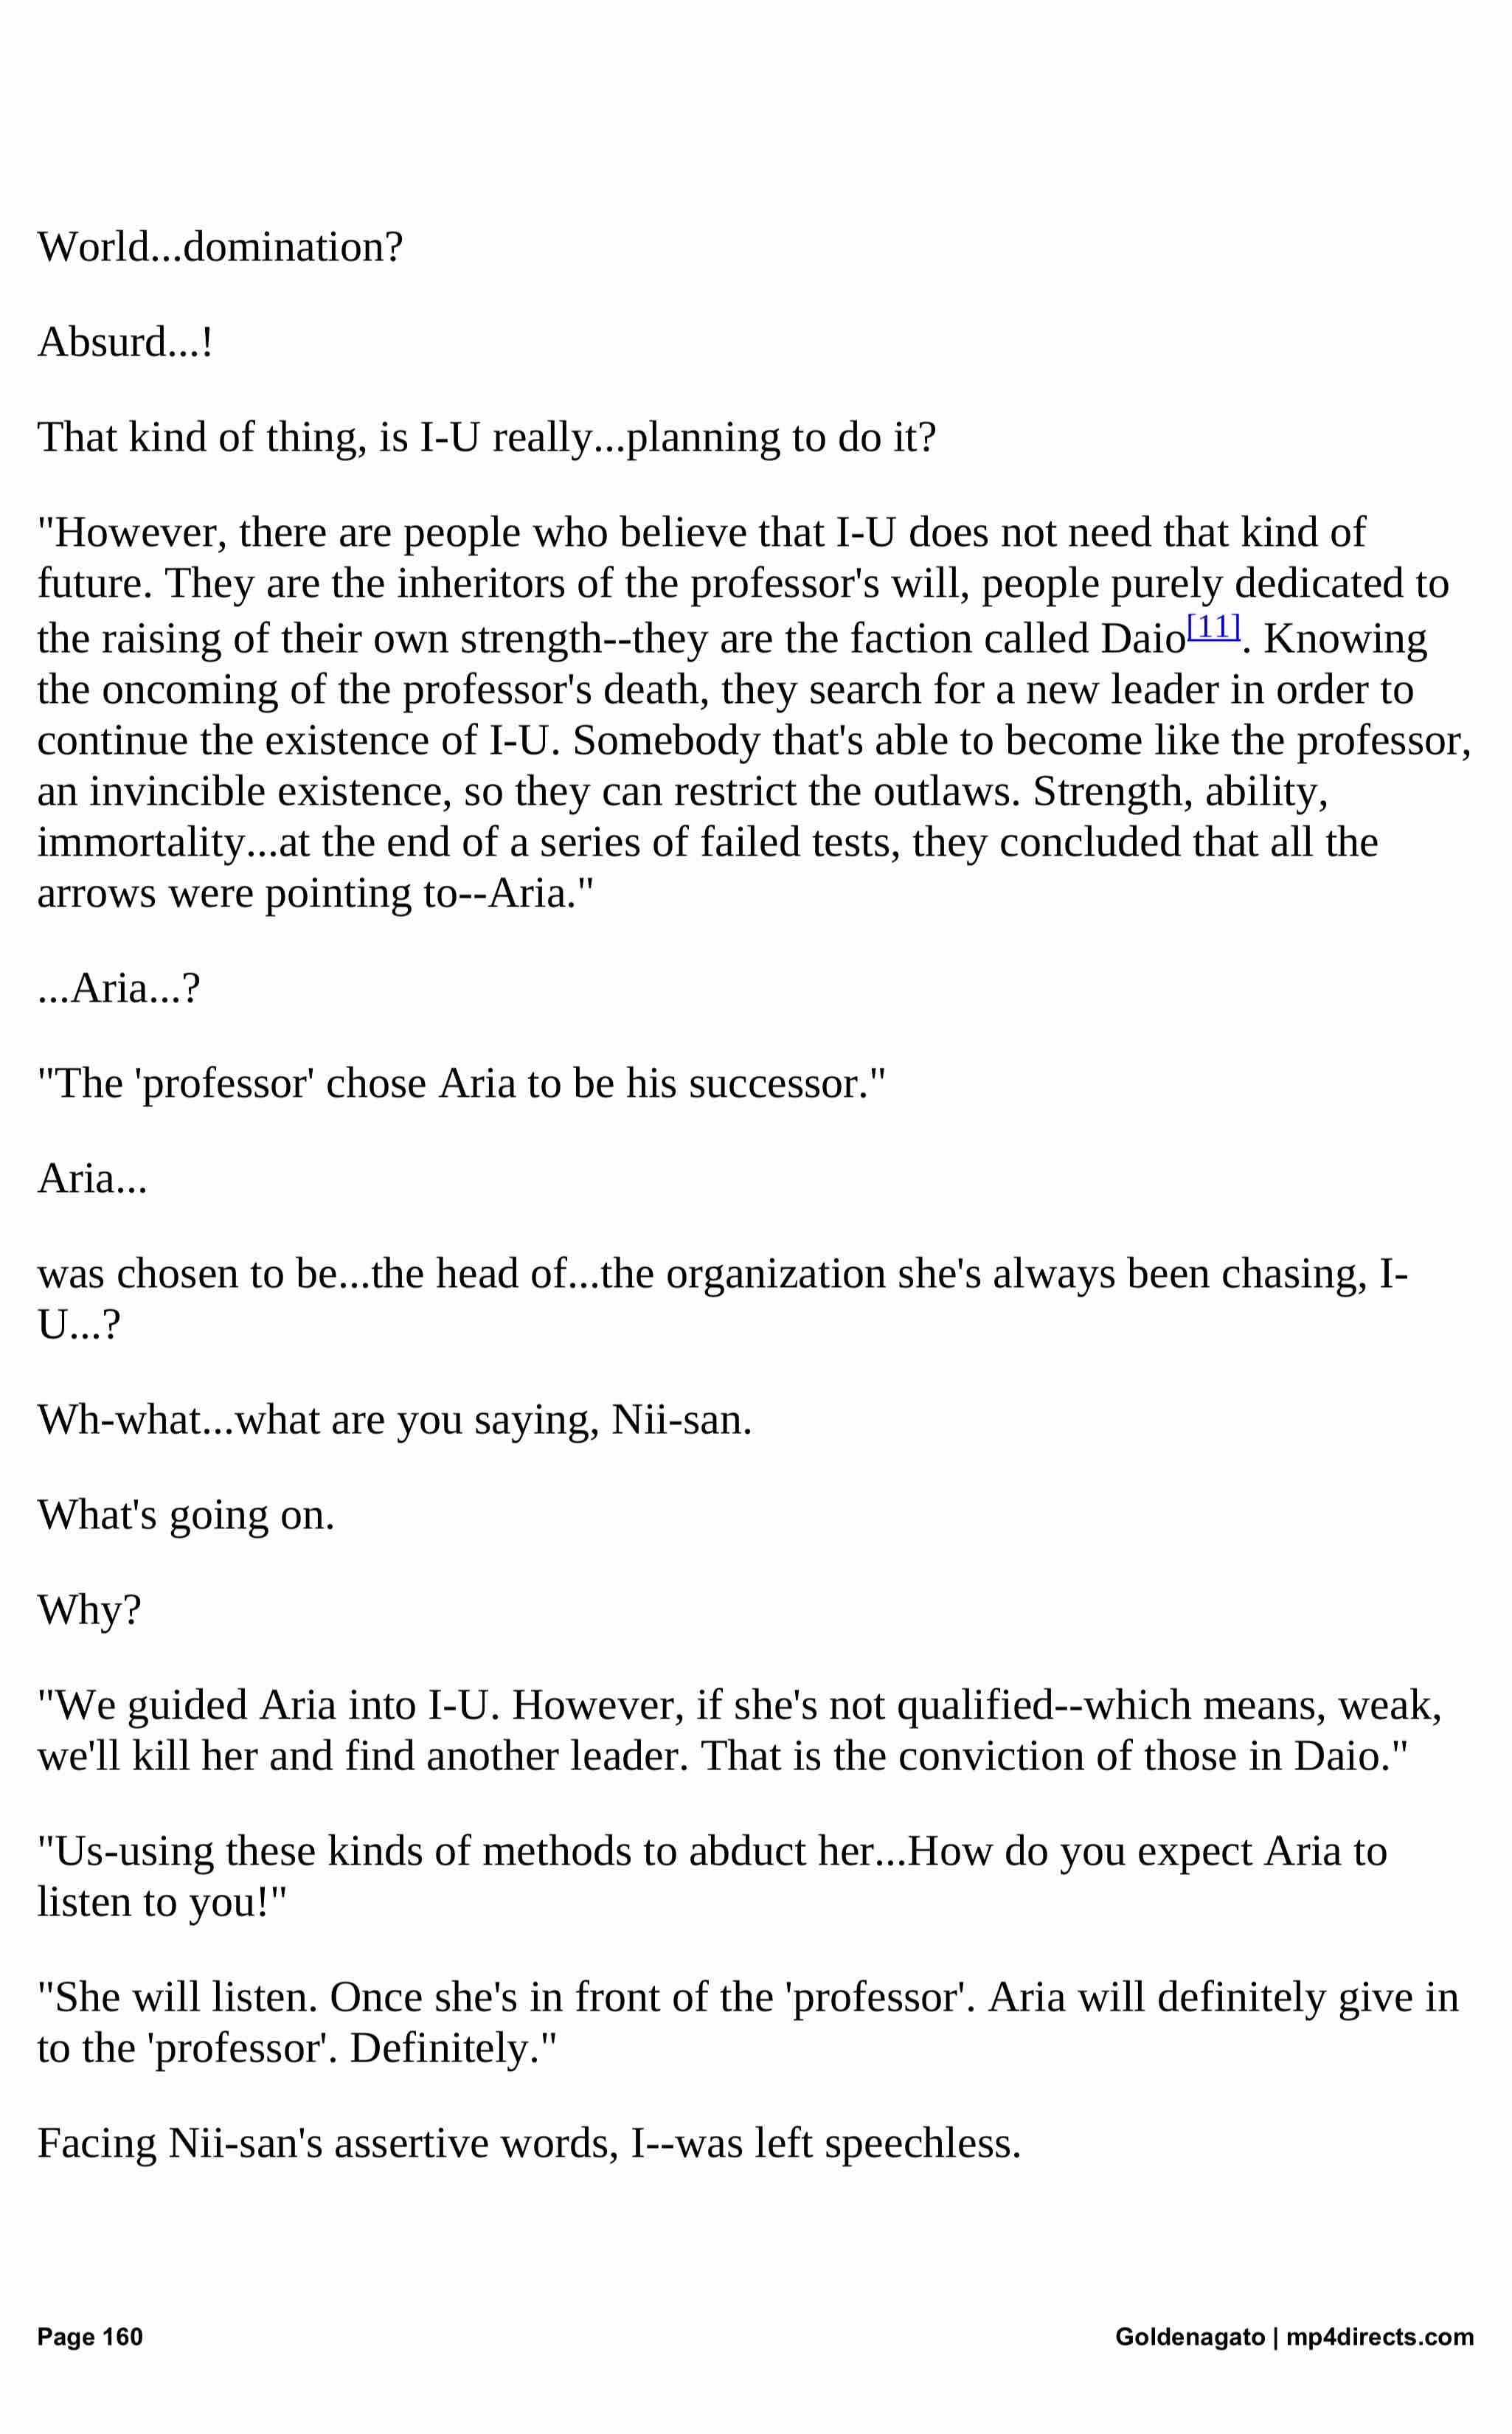 World...domination?
Absurd...!
That kind of thing, is I-U really...planning to do it?
"However, there are people who believe that I-U does not need that kind of
future. They are the inheritors of the professor's will, people purely dedicated to
the raising of their own strength--they are the faction called Daio[11]. Knowing
the oncoming of the professor's death, they search for a new leader in order to
continue the existence of I-U. Somebody that's able to become like the professor,
an invincible existence, so they can restrict the outlaws. Strength, ability,
immortality...at the end of a series of failed tests, they concluded that all the
arrows were pointing to--Aria."
...Aria...?
"The 'professor' chose Aria to be his successor."
Aria...
was chosen to be...the head of...the organization she's always been chasing, I-
U...?
Wh-what...what are you saying, Nii-san.
What's going on.
Why?
"We guided Aria into I-U. However, if she's not qualified--which means, weak,
we'll kill her and find another leader. That is the conviction of those in Daio."
"Us-using these kinds of methods to abduct her...How do you expect Aria to
listen to you!"
"She will listen. Once she's in front of the 'professor'. Aria will definitely give in
to the 'professor'. Definitely."
Facing Nii-san's assertive words, I--was left speechless.
Page 160 Goldenagato | mp4directs.com